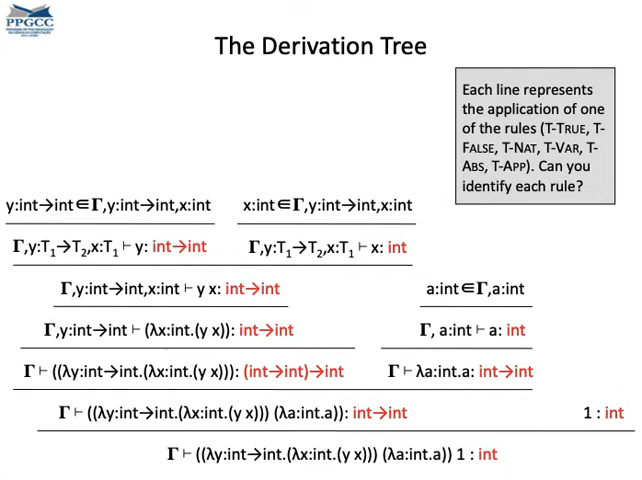 PPGCC
The Derivation Tree
Each line represents
the application of one
of the rules (T-TRUE, T-
FALSE, T-NAT, T-VAR, T-
ABS, T-APP). Can you
identify each rule?
y:int→int∈Γ,y:int→int,x:int
x:int∈Γ,y:int→int,x:int
Γ,y:T₁→T₂,x:T₁ ⊢ y: int→int
Γ,y:T₁→T₂,x:T₁ ⊢ x: int
Γ,y:int→int,x:int ⊢ y x: int→int
a:int∈Γ,a:int
Γ,y:int→int ⊢ (λx:int.(y x)): int→int
Γ, a:int ⊢ a: int
Γ ⊢ ((λy:int→int.(λx:int.(y x))): (int→int)→int
Γ ⊢ λa:int.a: int→int
Γ ⊢ ((λy:int→int.(λx:int.(y x))) (λa:int.a)): int→int
1 : int
Γ ⊢ ((λy:int→int.(λx:int.(y x))) (λa:int.a)) 1 : int